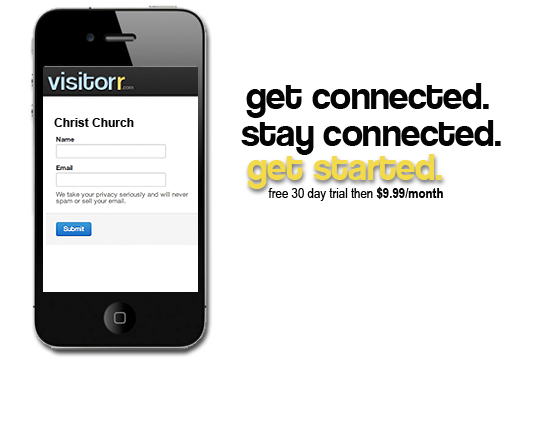 visitorr.com
Christ Church
Name
Email
We take your privacy seriously and will never
spam or sell your email.
Submit
get connected.
stay connected.
get started.
free 30 day trial then $9.99/month